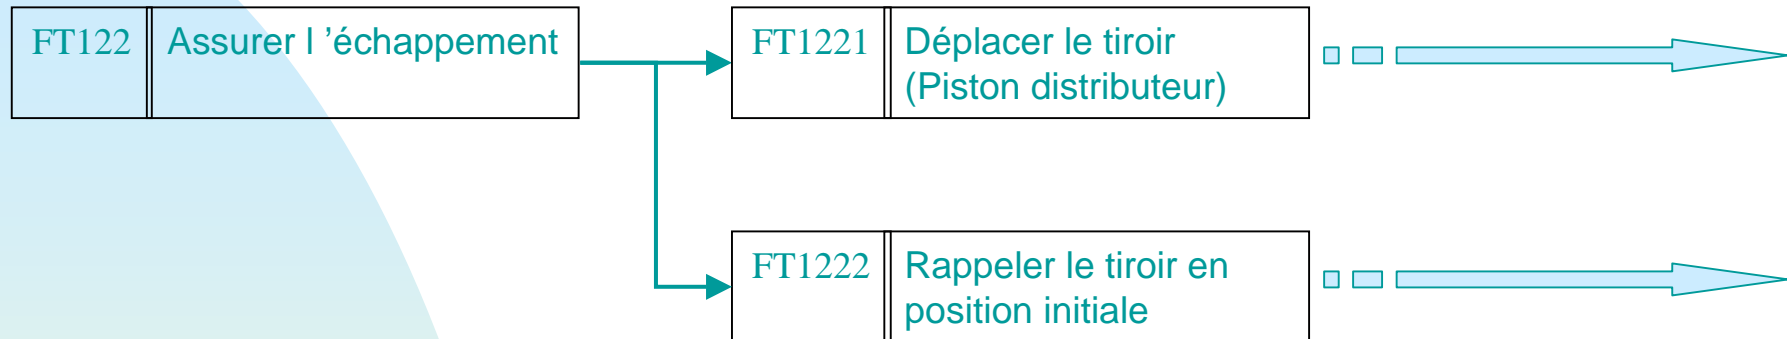 FT122 Assurer l ’échappement
FT1221 Déplacer le tiroir
(Piston distributeur)
FT1222 Rappeler le tiroir en
position initiale